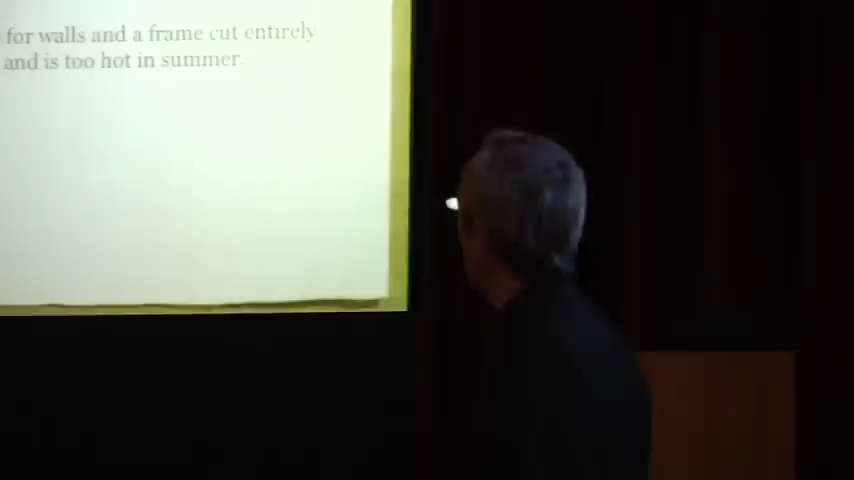 for walls and a frame cut entirely
and is too hot in summer.